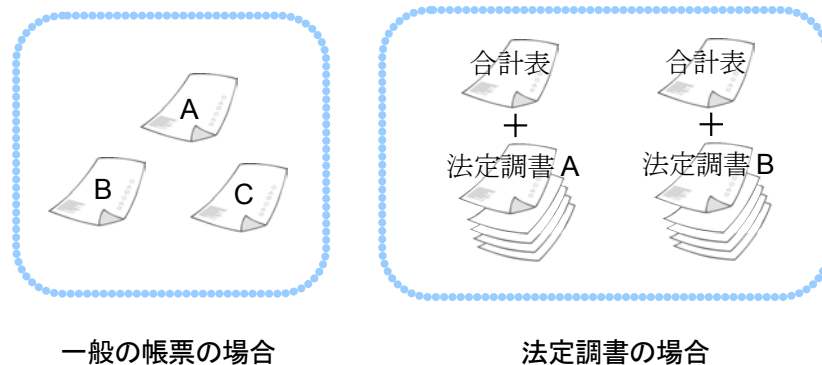 A
B
C
一般の帳票の場合
合計表
+
法定調書 A
合計表
+
法定調書 B
法定調書の場合